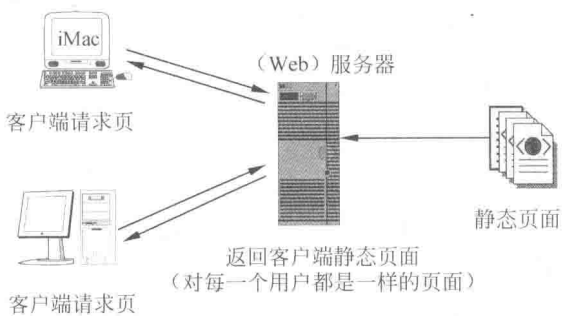 iMac
(Web)服务器
客户端请求页
静态页面
返回客户端静态页面
(对每一个用户都是一样的页面)
客户端请求页